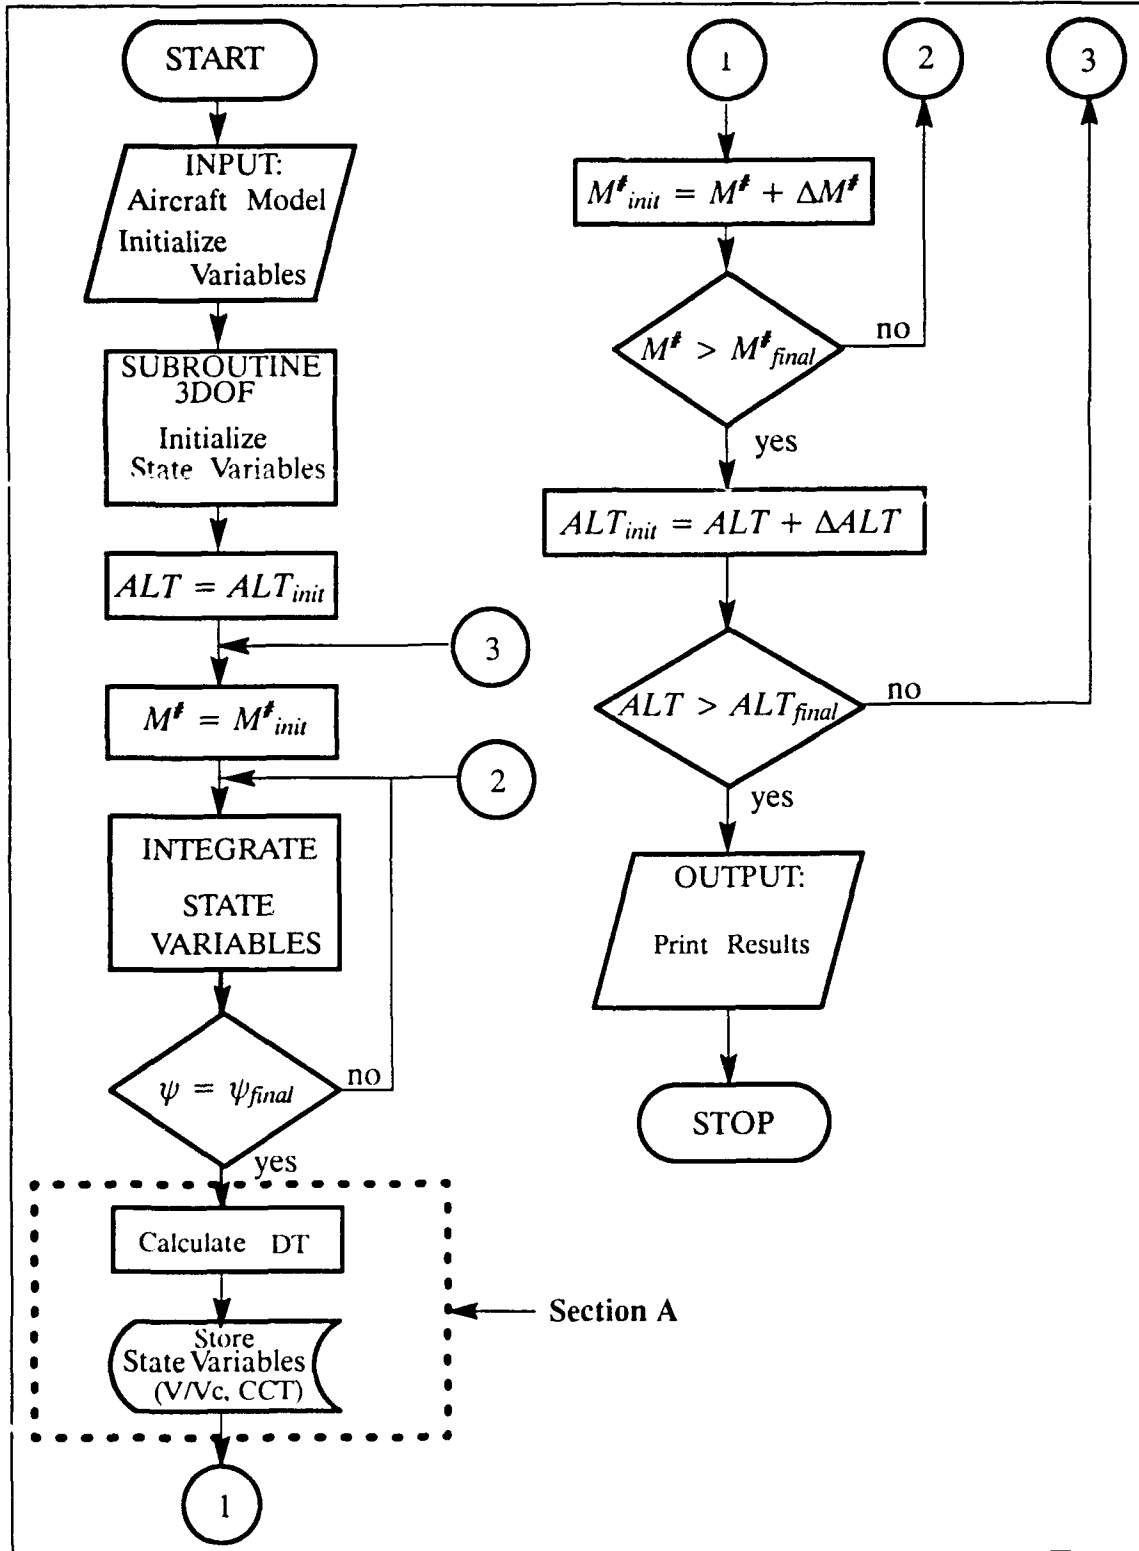 START
INPUT:
Aircraft Model
Initialize
Variables
SUBROUTINE
3DOF
Initialize
State Variables
ALT = ALT_init
3
M# = M#_init
2
INTEGRATE
STATE
VARIABLES
ψ = ψ_final
no
yes
Calculate DT
Section A
Store
State Variables
(V/Vc, CCT)
1
1
2
3
M#_init = M# + ΔM#
M# > M#_final
no
yes
ALT_init = ALT + ΔALT
ALT > ALT_final
no
yes
OUTPUT:
Print Results
STOP